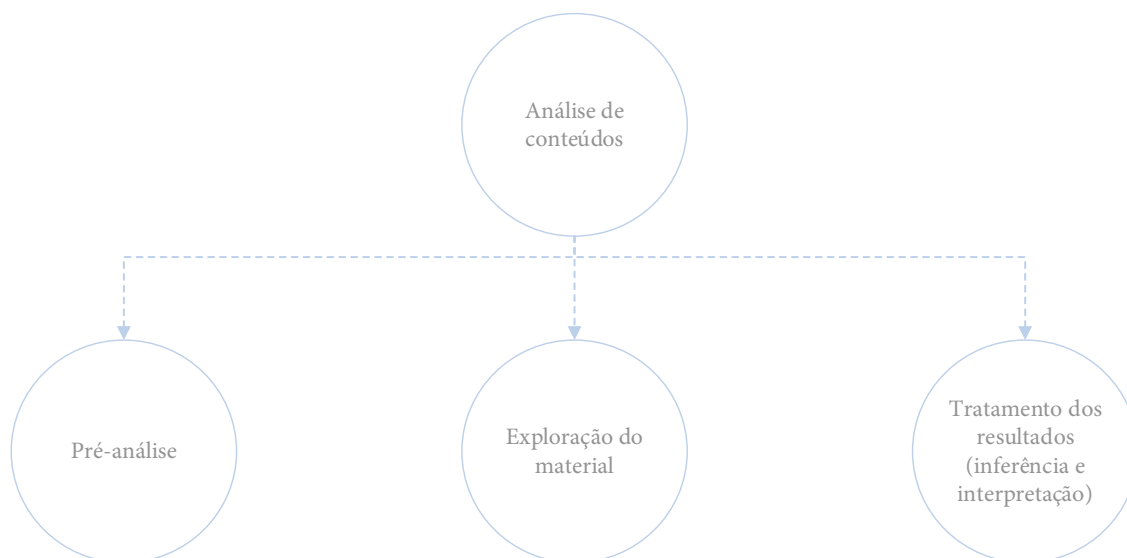 Análise de
conteúdos
Pré-análise
Exploração do
material
Tratamento dos
resultados
(inferência e
interpretação)